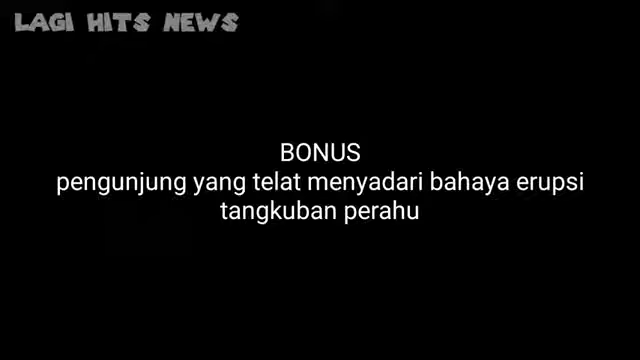 LAGI HITS NEWS
BONUS
pengunjung yang telat menyadari bahaya erupsi
tangkuban perahu